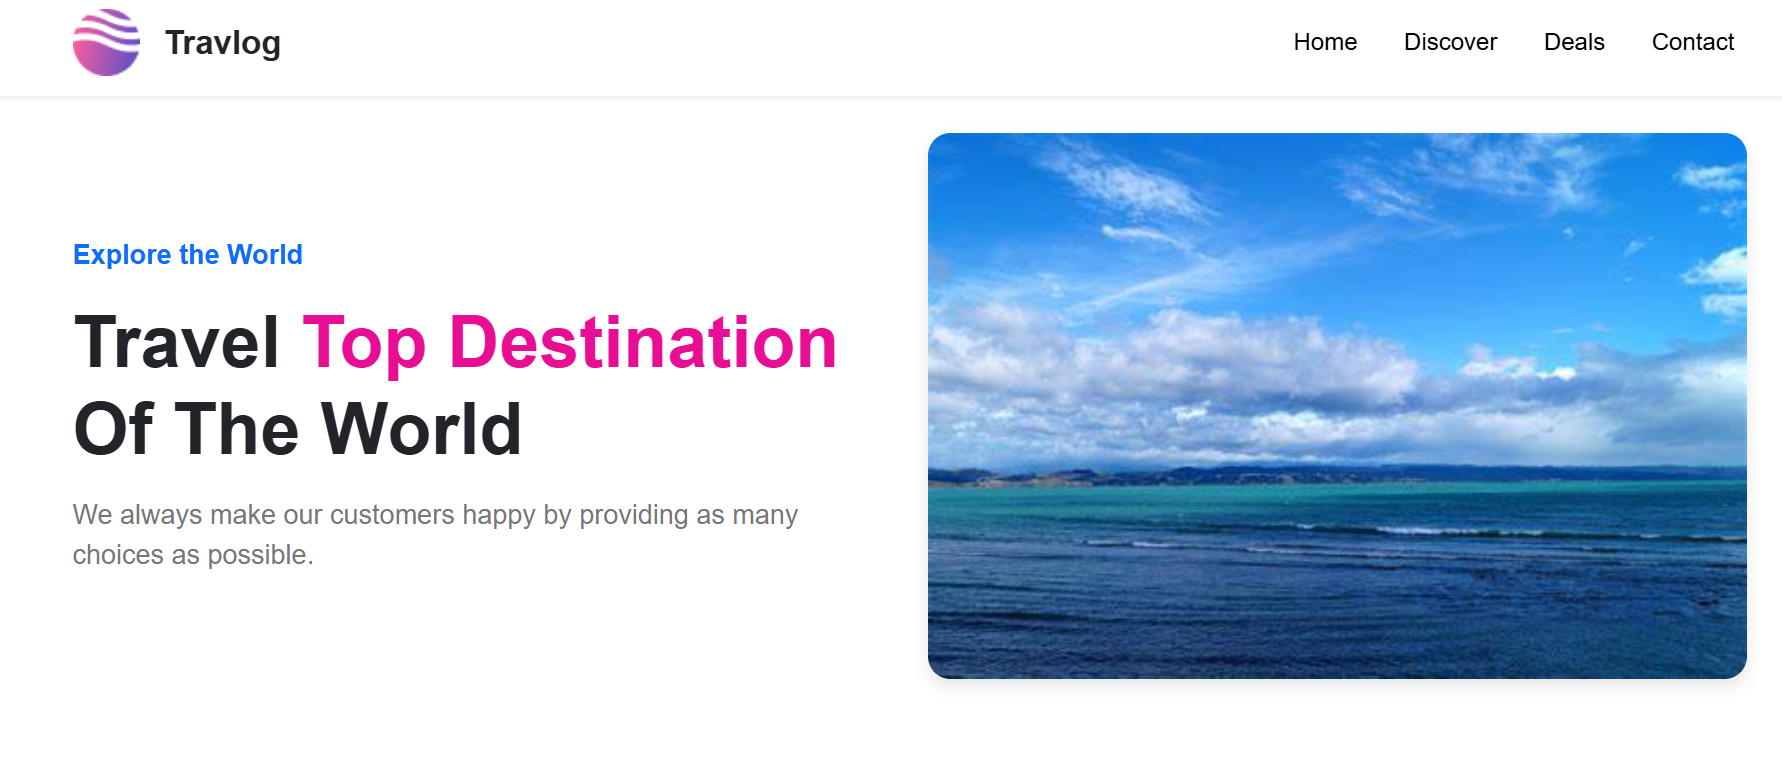 Travlog
Home Discover Deals Contact
Explore the World
Travel Top Destination
Of The World
We always make our customers happy by providing as many
choices as possible.